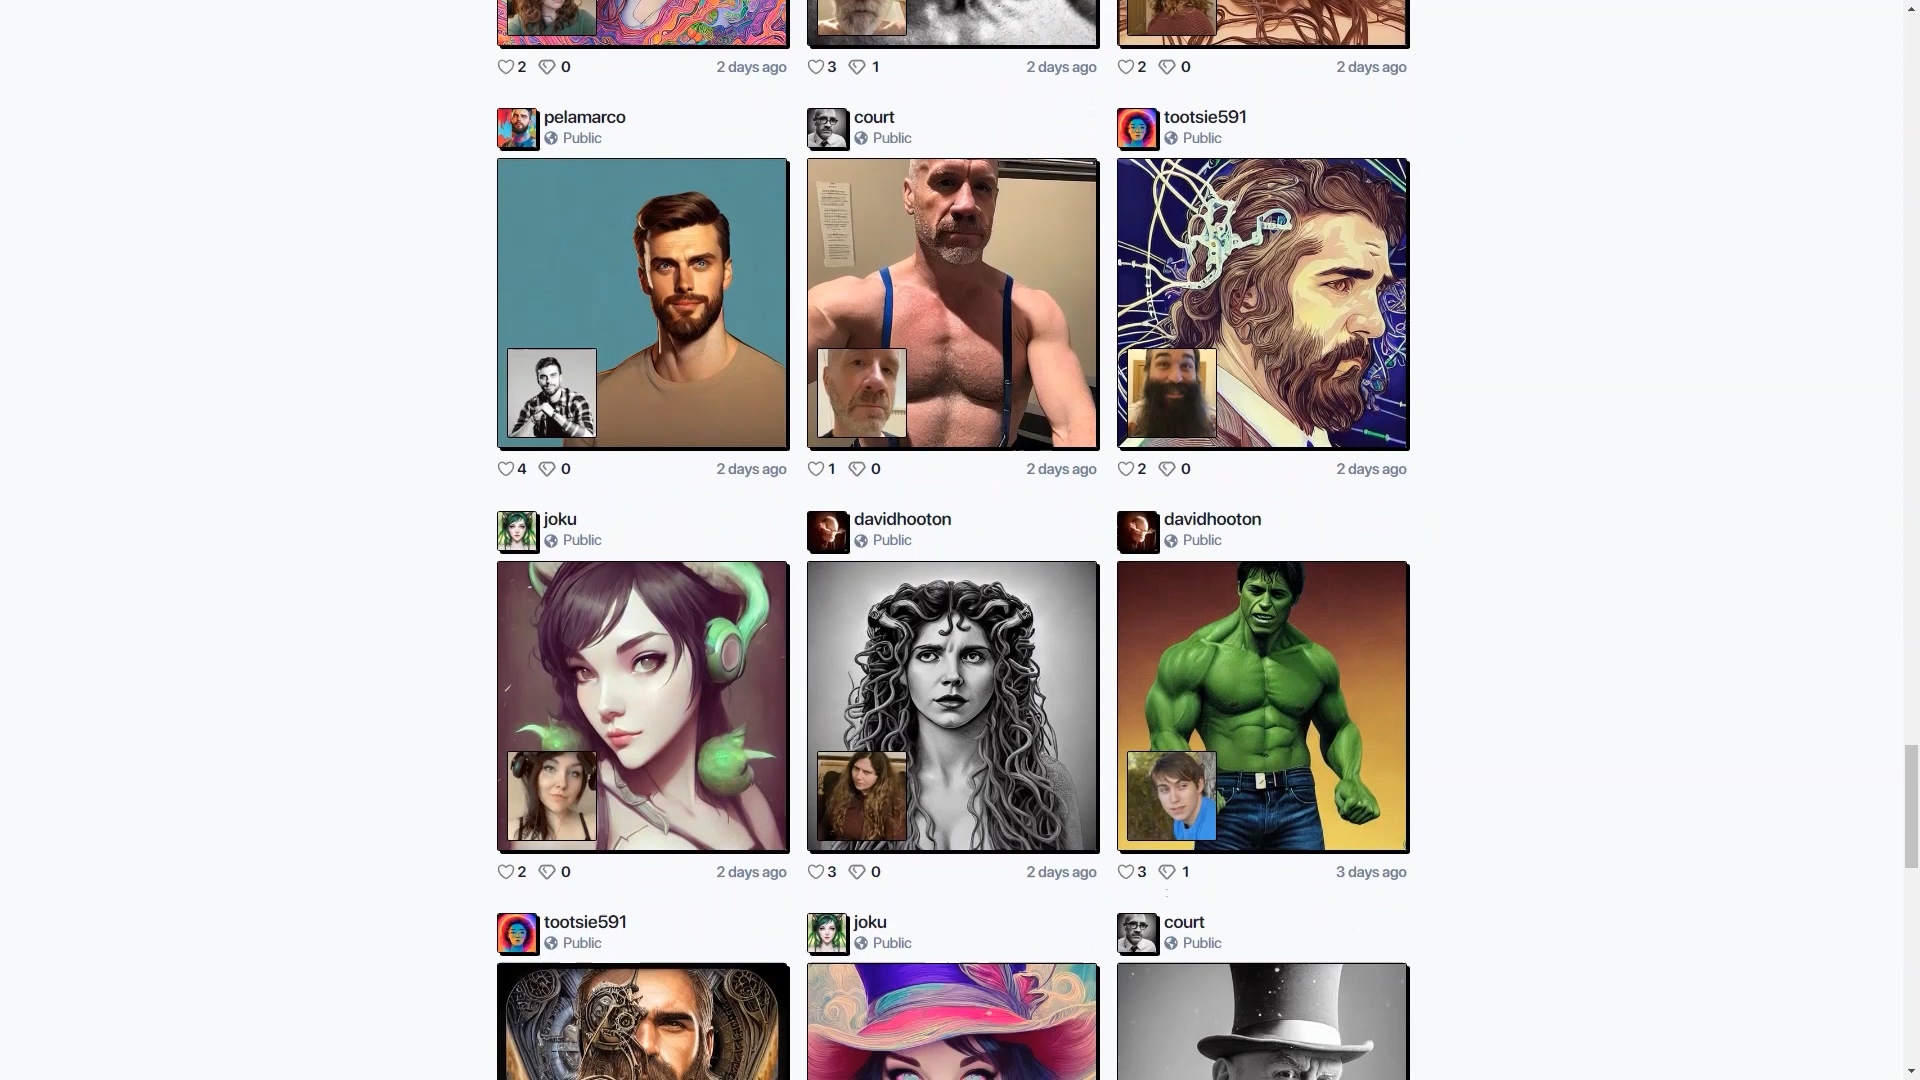 2 0 2 days ago
3 1 2 days ago
2 0 2 days ago
pelamarco
Public
court
Public
tootsie591
Public
4 0 2 days ago
1 0 2 days ago
2 0 2 days ago
joku
Public
davidhooton
Public
davidhooton
Public
2 0 2 days ago
3 0 2 days ago
3 1 3 days ago
tootsie591
Public
joku
Public
court
Public